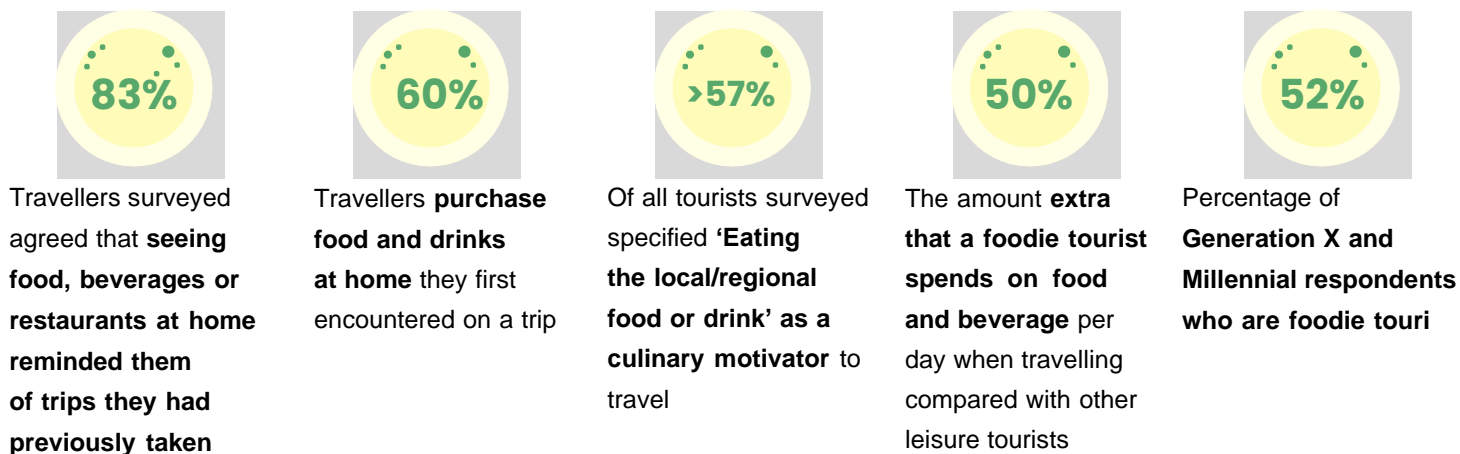 83%
Travellers surveyed
agreed that seeing
food, beverages or
restaurants at home
reminded them
of trips they had
previously taken
60%
Travellers purchase
food and drinks
at home they first
encountered on a trip
>57%
Of all tourists surveyed
specified ‘Eating
the local/regional
food or drink’ as a
culinary motivator to
travel
50%
The amount extra
that a foodie tourist
spends on food
and beverage per
day when travelling
compared with other
leisure tourists
52%
Percentage of
Generation X and
Millennial respondents
who are foodie touri